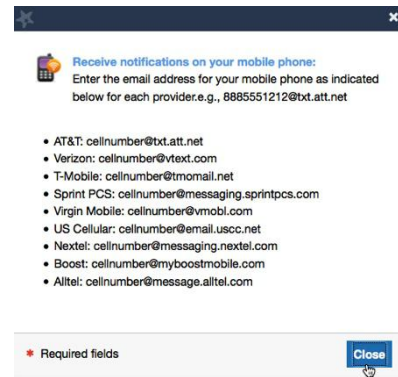 ×
Receive notifications on your mobile phone:
Enter the email address for your mobile phone as indicated
below for each provider.e.g., 8885551212@txt.att.net
• AT&T: cellnumber@txt.att.net
• Verizon: cellnumber@vtext.com
• T-Mobile: cellnumber@tmomail.net
• Sprint PCS: cellnumber@messaging.sprintpcs.com
• Virgin Mobile: cellnumber@vmobl.com
• US Cellular: cellnumber@email.uscc.net
• Nextel: cellnumber@messaging.nextel.com
• Boost: cellnumber@myboostmobile.com
• Alltel: cellnumber@message.alltel.com
* Required fields
Close